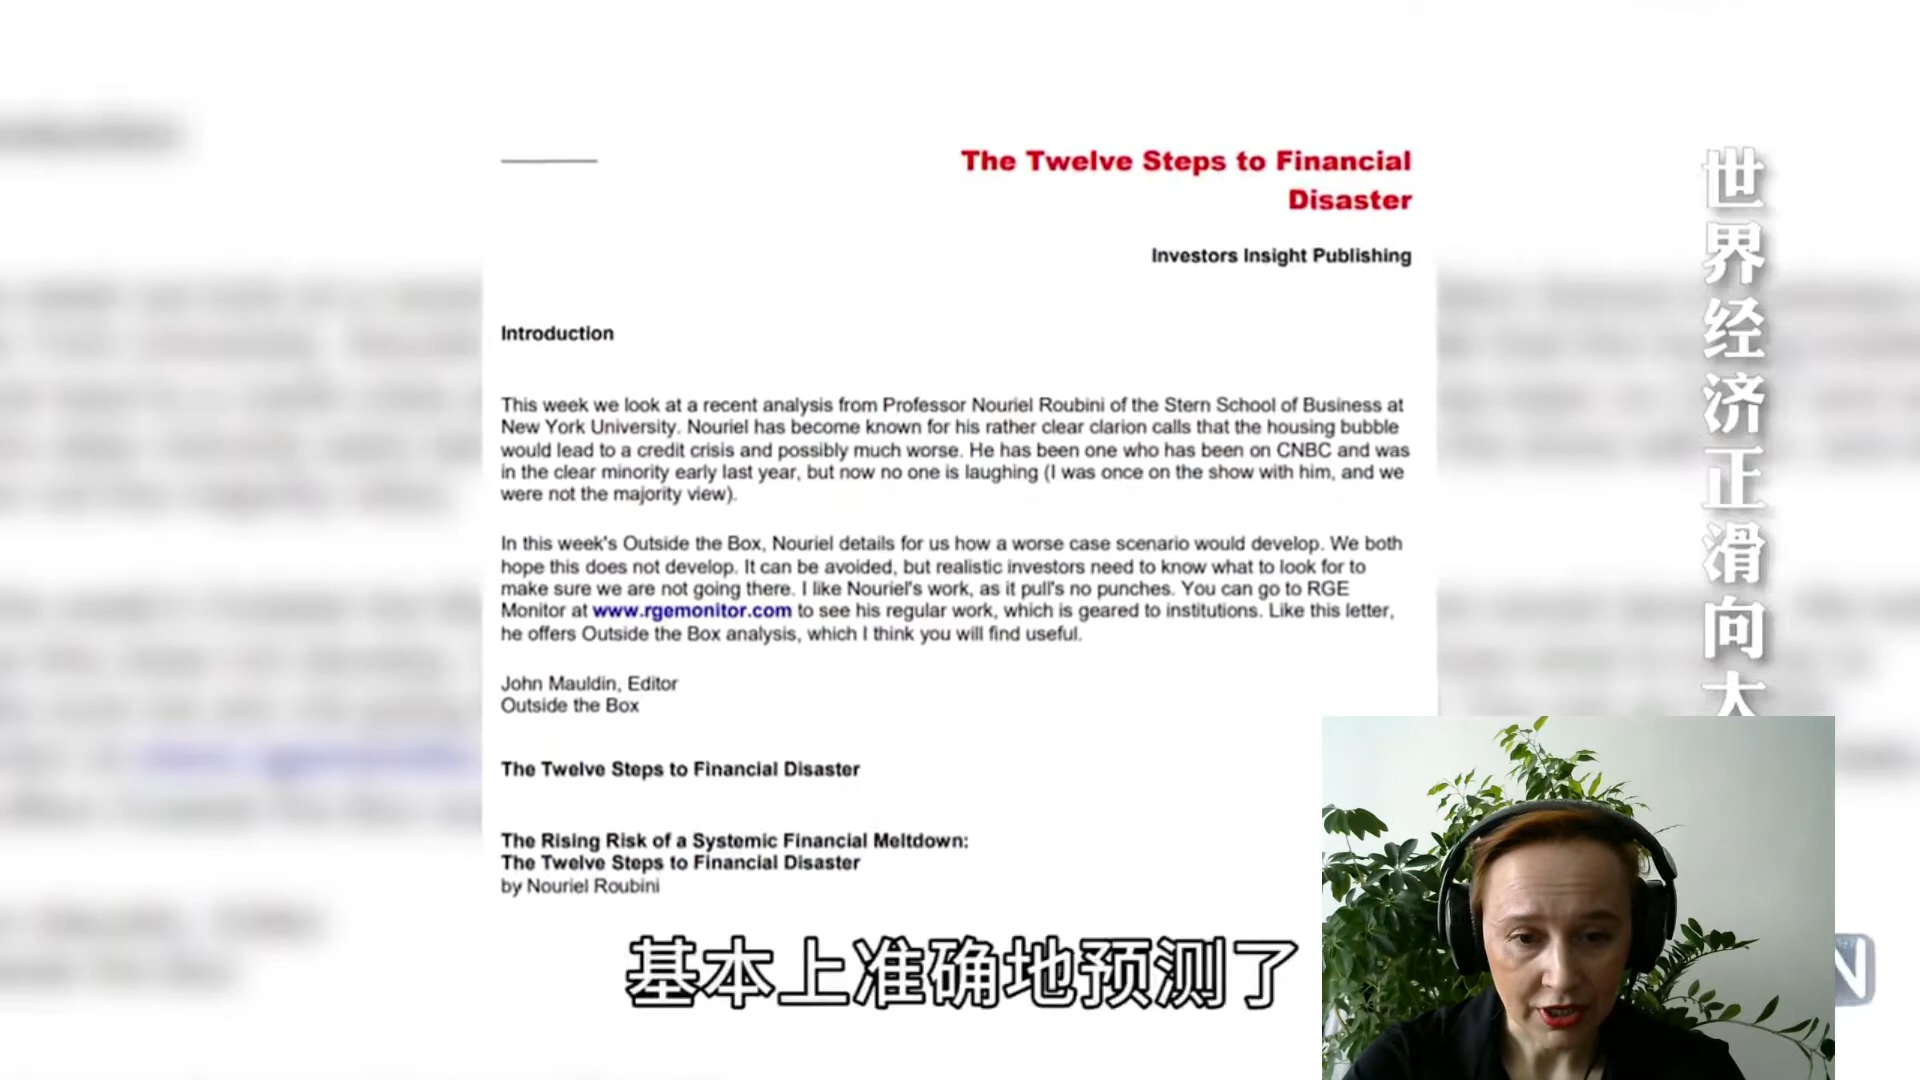 The Twelve Steps to Financial
Disaster
Investors Insight Publishing
Introduction
This week we look at a recent analysis from Professor Nouriel Roubini of the Stern School of Business at
New York University. Nouriel has become known for his rather clear clarion calls that the housing bubble
would lead to a credit crisis and possibly much worse. He has been one who has been on CNBC and was
in the clear minority early last year, but now no one is laughing (I was once on the show with him, and we
were not the majority view).
In this week's Outside the Box, Nouriel details for us how a worse case scenario would develop. We both
hope this does not develop. It can be avoided, but realistic investors need to know what to look for to
make sure we are not going there. I like Nouriel's work, as it pull's no punches. You can go to RGE
Monitor at www.rgemonitor.com to see his regular work, which is geared to institutions. Like this letter,
he offers Outside the Box analysis, which I think you will find useful.
John Mauldin, Editor
Outside the Box
The Twelve Steps to Financial Disaster
The Rising Risk of a Systemic Financial Meltdown:
The Twelve Steps to Financial Disaster
by Nouriel Roubini
世界经济正滑向大
基本上准确地预测了
N